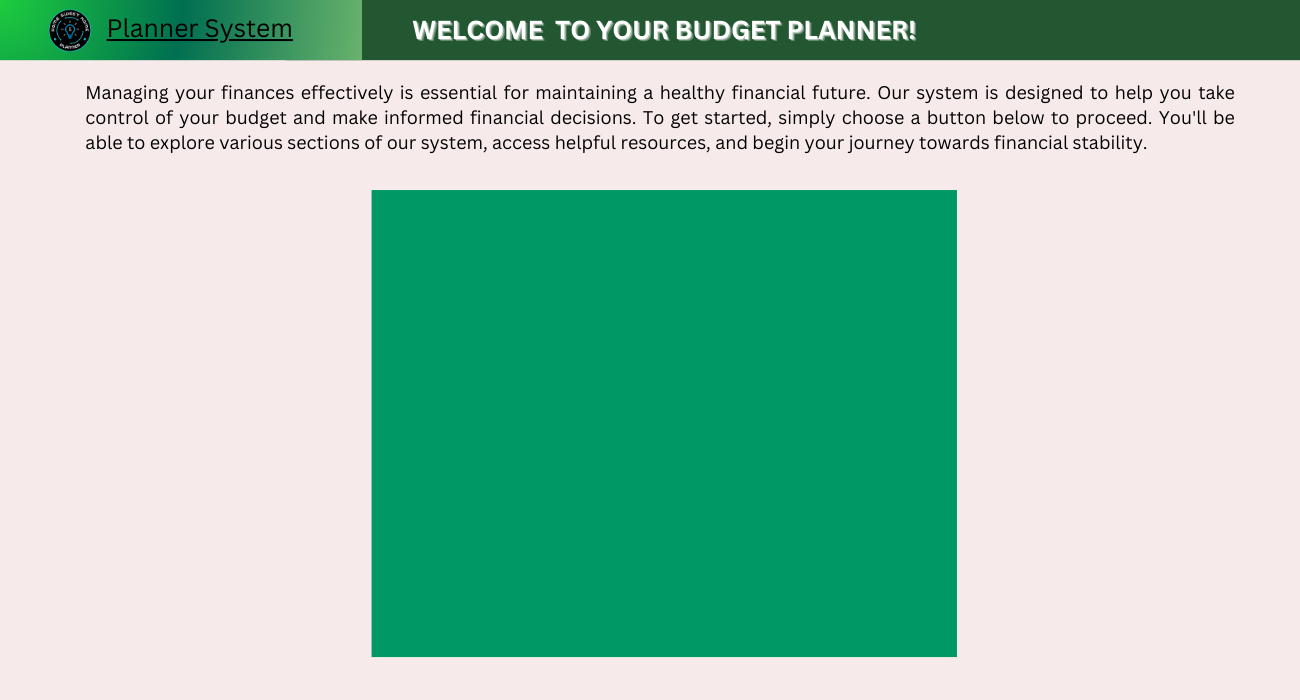 Planner System
WELCOME TO YOUR BUDGET PLANNER!
Managing your finances effectively is essential for maintaining a healthy financial future. Our system is designed to help you take
control of your budget and make informed financial decisions. To get started, simply choose a button below to proceed. You'll be
able to explore various sections of our system, access helpful resources, and begin your journey towards financial stability.